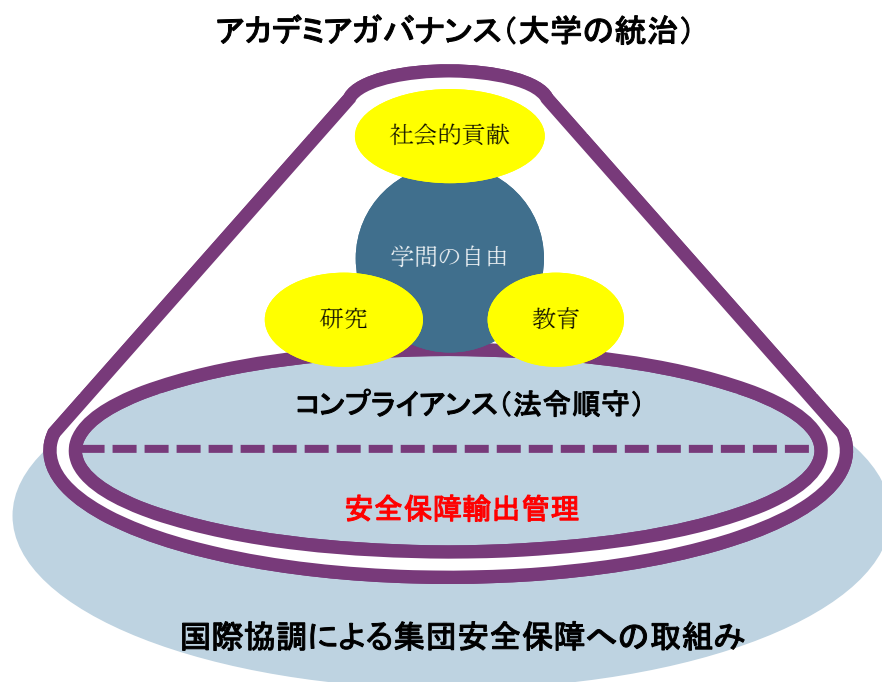 アカデミアガバナンス（大学の統治）
社会的貢献
学問の自由
研究
教育
コンプライアンス（法令順守）
安全保障輸出管理
国際協調による集団安全保障への取組み